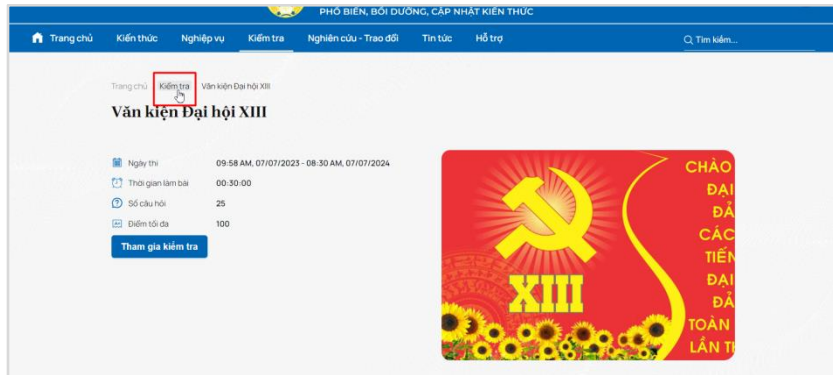 PHỔ BIẾN, BỒI DƯỠNG, CẬP NHẬT KIẾN THỨC
Trang chủ Kiến thức Nghiệp vụ Kiểm tra Nghiên cứu - Trao đổi Tin tức Hỗ trợ Tìm kiếm...
Trang chủ Kiểm tra Văn kiện Đại hội XIII
Văn kiện Đại hội XIII
Ngày thi 09:58 AM, 07/07/2023 - 08:30 AM, 07/07/2024
Thời gian làm bài 00:30:00
Số câu hỏi 25
Điểm tối đa 100
Tham gia kiểm tra
CHÀO
ĐẠI
ĐẢ
CÁC
TIẾN
ĐẠI
ĐẢ
TOÀN
LẦN TH
XIII